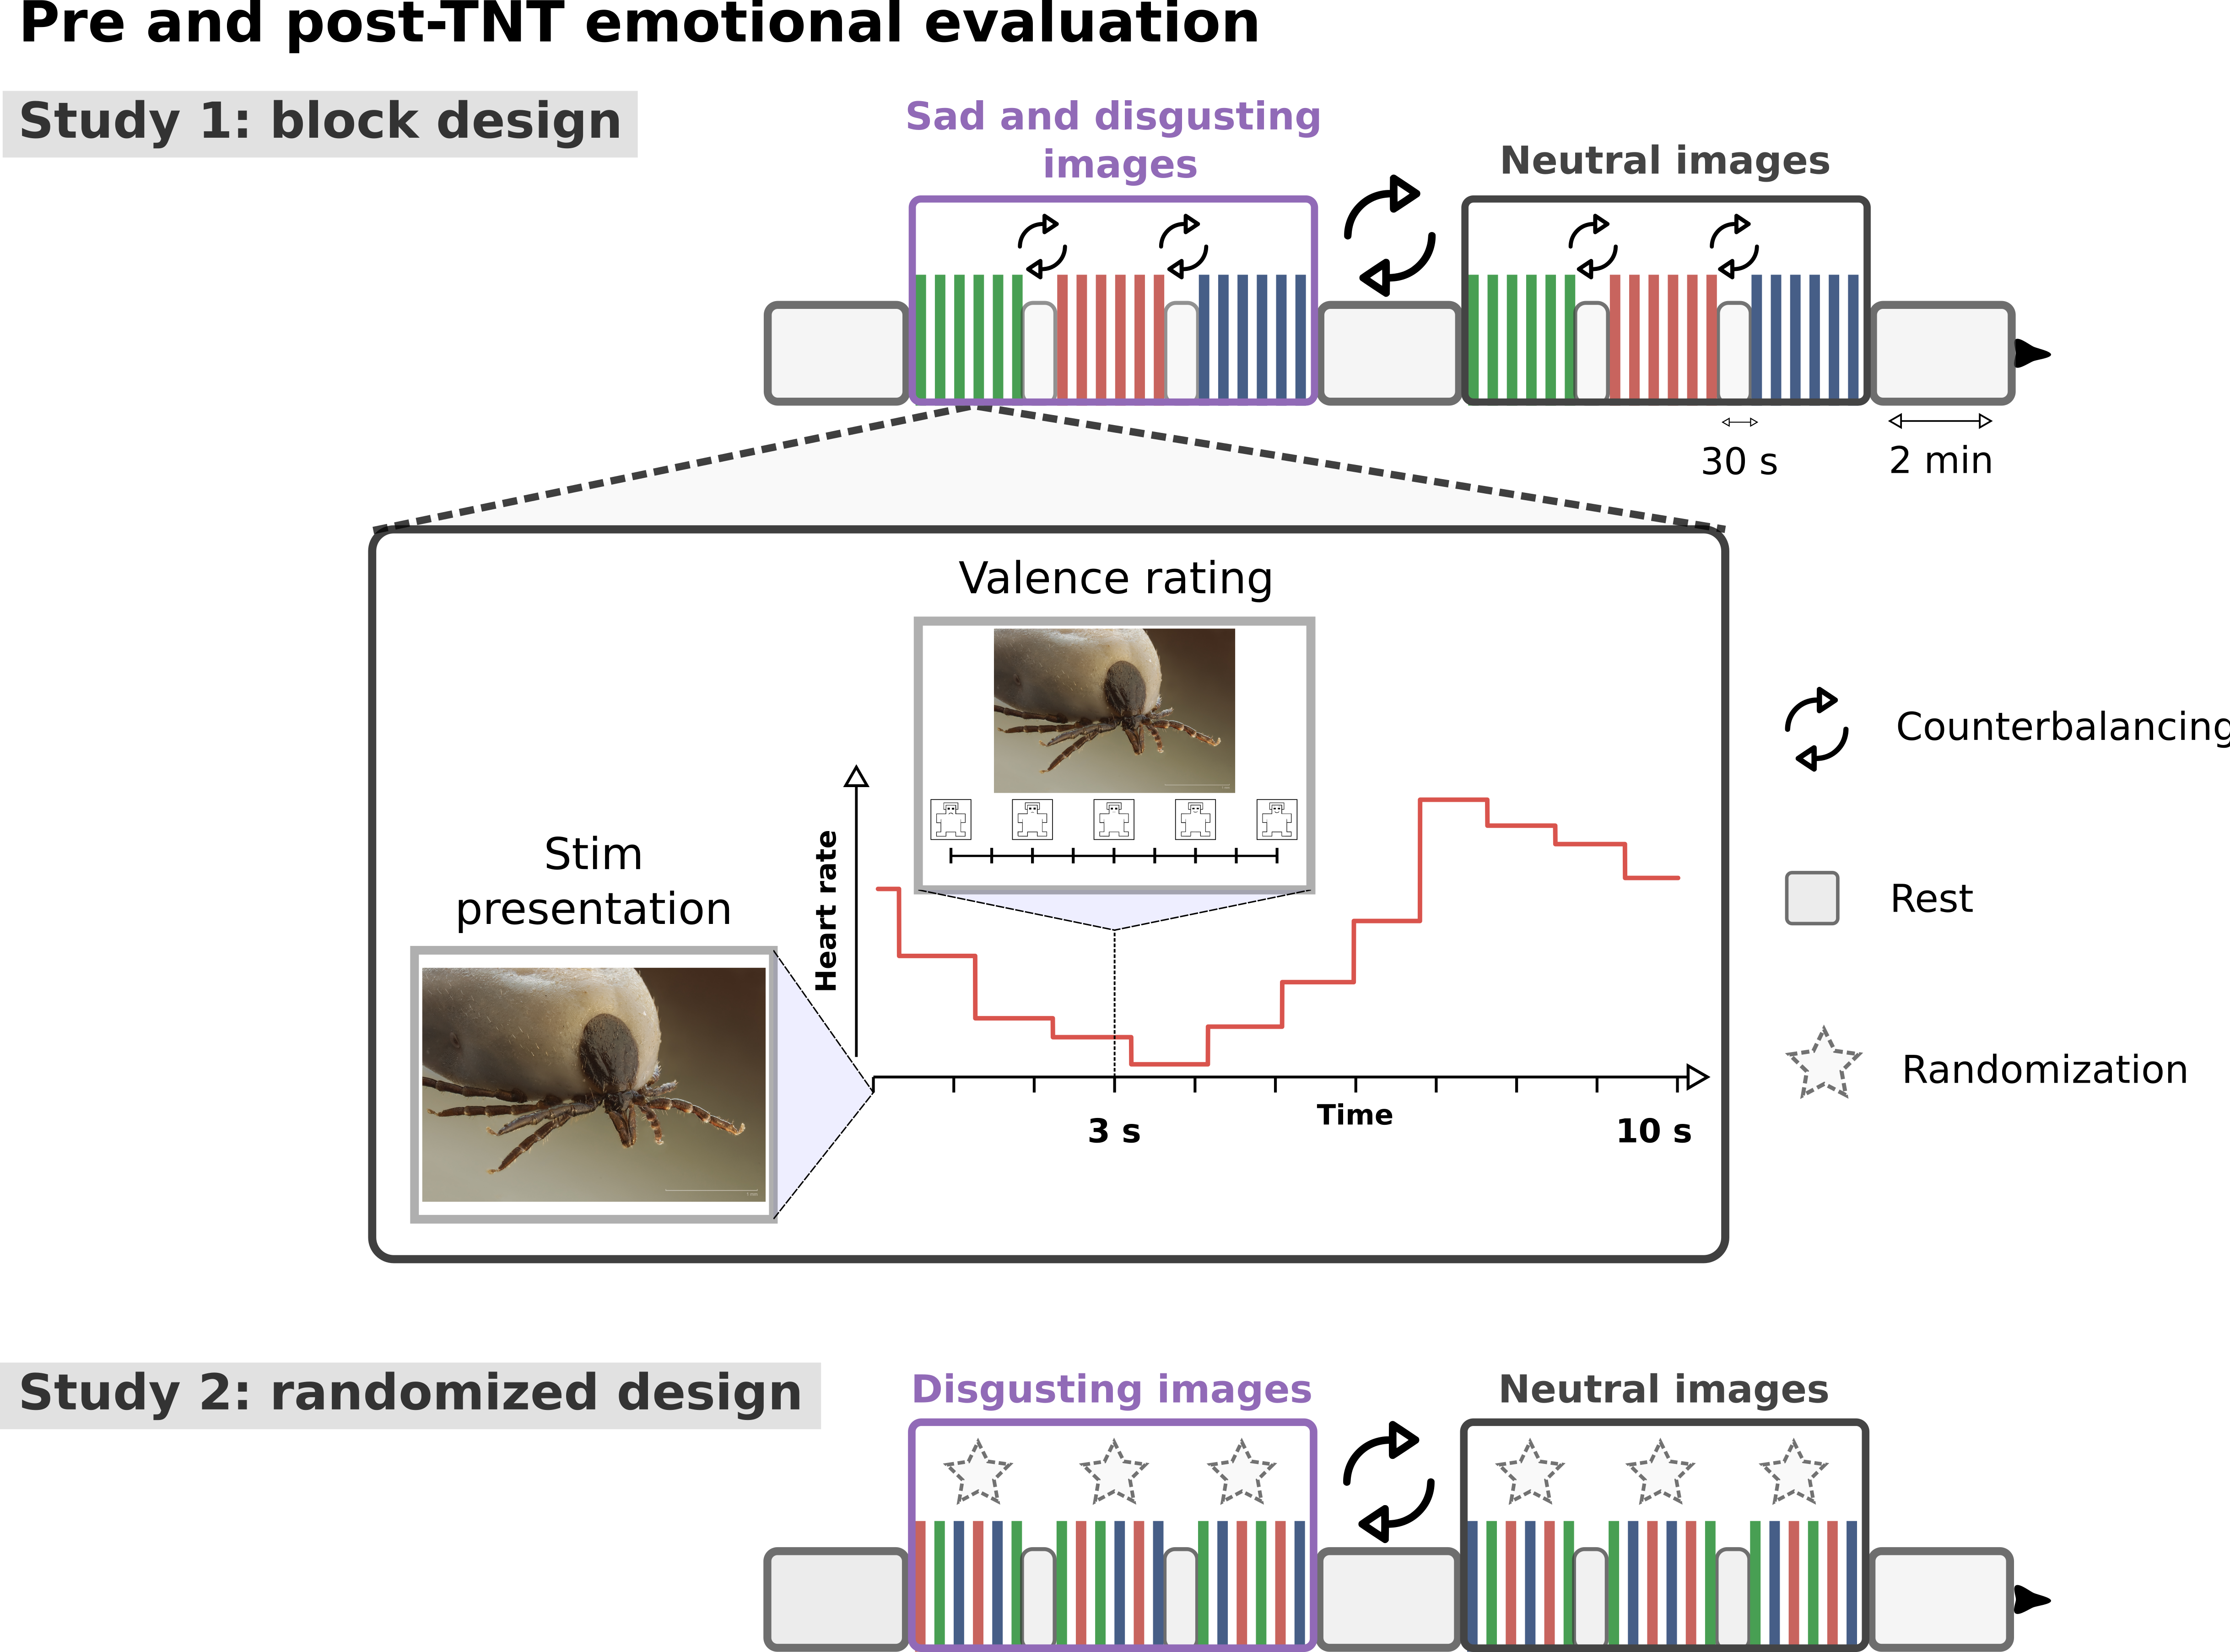 Pre and post-TNT emotional evaluation
Study 1: block design
Sad and disgusting
images
Neutral images
30 s
2 min
Valence rating
Stim
presentation
Heart rate
3 s
Time
10 s
Counterbalancing
Rest
Randomization
Study 2: randomized design
Disgusting images
Neutral images